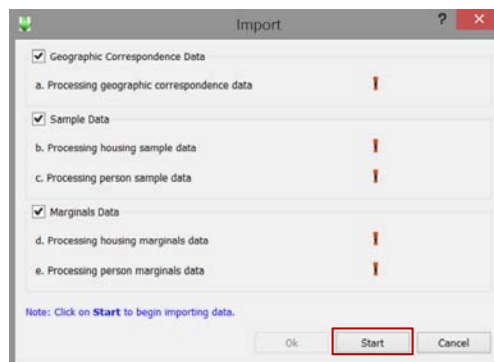 Import
?
Geographic Correspondence Data
a. Processing geographic correspondence data
Sample Data
b. Processing housing sample data
c. Processing person sample data
Marginals Data
d. Processing housing marginals data
e. Processing person marginals data
Note: Click on Start to begin importing data.
Ok Start Cancel